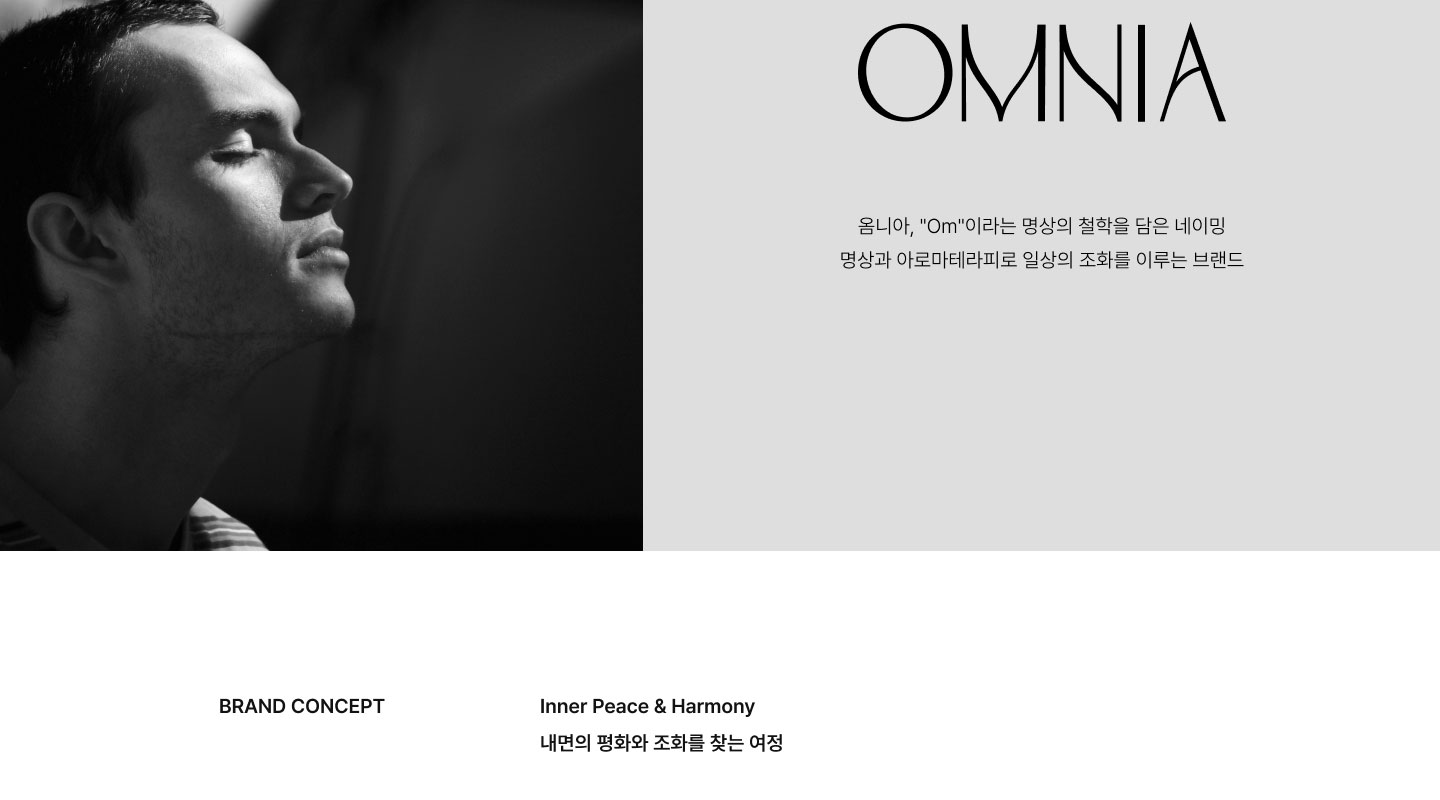 OMNIA
옴니아, "Om"이라는 명상의 철학을 담은 네이밍
명상과 아로마테라피로 일상의 조화를 이루는 브랜드
BRAND CONCEPT
Inner Peace & Harmony
내면의 평화와 조화를 찾는 여정